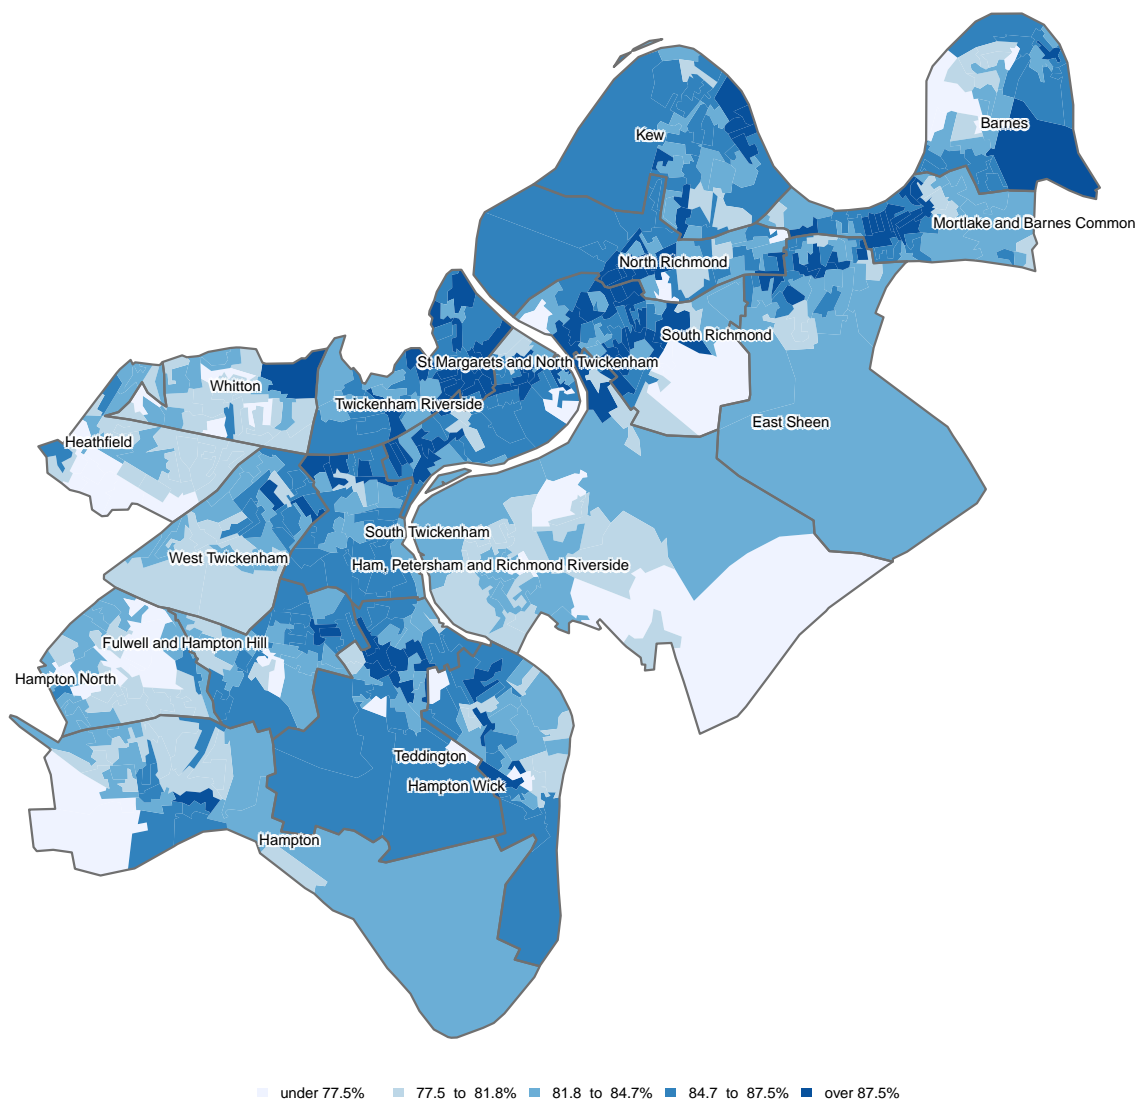 Barnes
Kew
Mortlake and Barnes Common
North Richmond
South Richmond
St Margarets and North Twickenham
Whitton
Twickenham Riverside
East Sheen
Heathfield
South Twickenham
West Twickenham
Ham, Petersham and Richmond Riverside
Fulwell and Hampton Hill
Hampton North
Teddington
Hampton Wick
Hampton
under 77.5% 77.5 to 81.8% 81.8 to 84.7% 84.7 to 87.5% over 87.5%